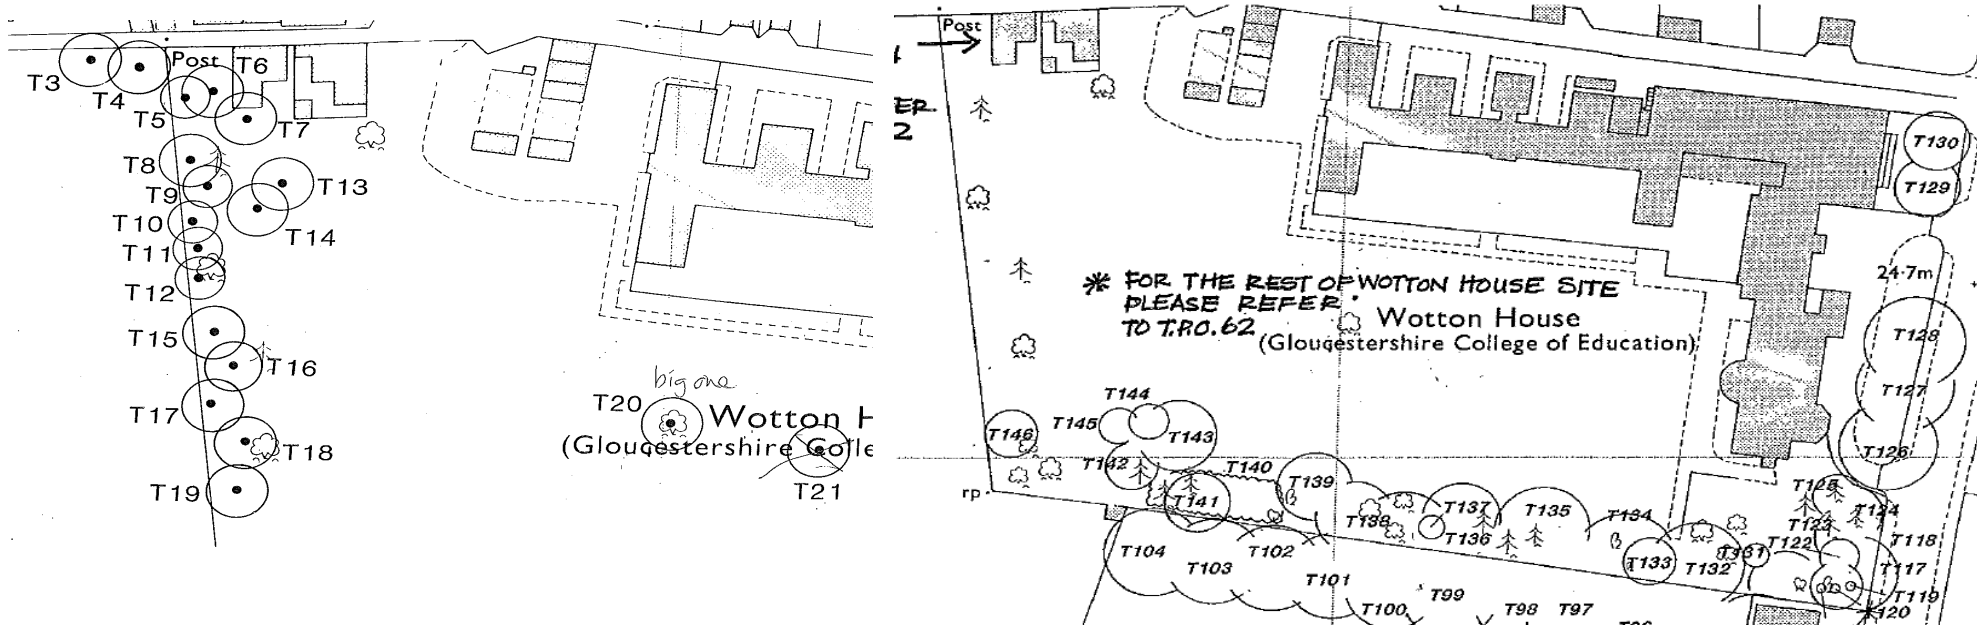 Post
T6
T3
T4
T5
T7
T8
T9
T13
T10
T14
T11
T12
T15
T16
T17
T18
T19
big one
T20
Wotton H
(Gloucestershire Colle
T21
Post
ER
2
T130
T129
24·7m
* FOR THE REST OF WOTTON HOUSE SITE
PLEASE REFER
TO T.P.O. 62
Wotton House
(Gloucestershire College of Education)
T128
T127
T126
T144
T145
T143
T146
T142
T140
T139
T141
rp
T138
T137
T136
T135
T134
T133
T132
T131
T125
T124
T123
T122
T118
T117
T119
T120
T104
T103
T102
T101
T100
T99
T98
T97